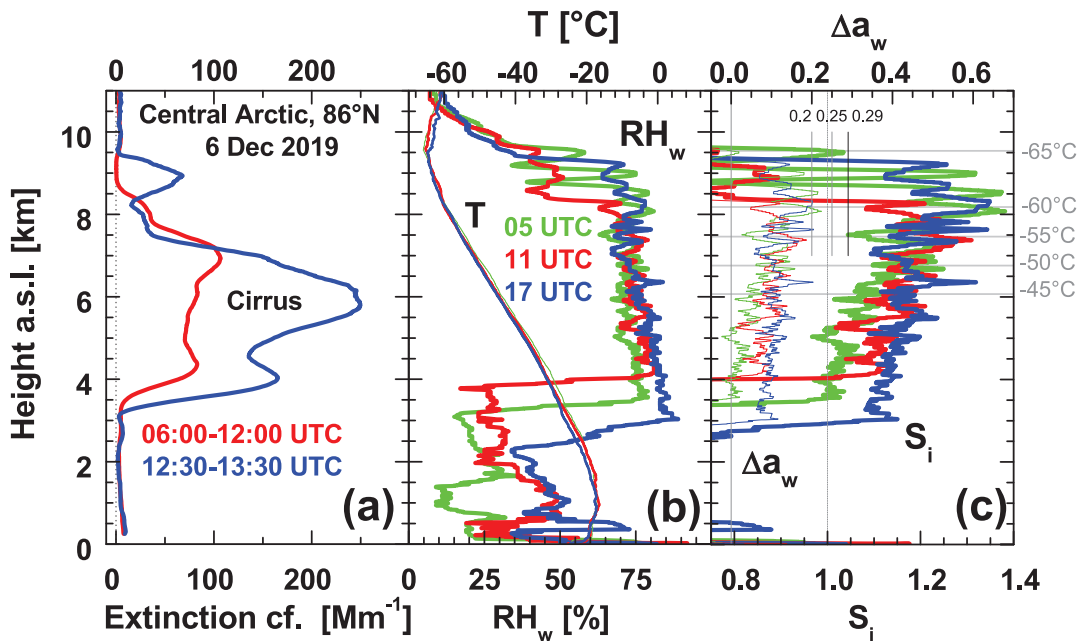 T [°C]
Δa_w
0 100 200
-60 -40 -20 0
0.0 0.2 0.4 0.6
Central Arctic, 86°N
6 Dec 2019
RH_w
0.2 0.25 0.29
-65°C
-60°C
-55°C
-50°C
-45°C
T
05 UTC
11 UTC
17 UTC
Cirrus
06:00-12:00 UTC
12:30-13:30 UTC
S_i
Δa_w
(a)
(b)
(c)
Height a.s.l. [km]
10
8
6
4
2
0
0 100 200
0 25 50 75
0.8 1.0 1.2 1.4
Extinction cf. [Mm⁻¹]
RH_w [%]
S_i